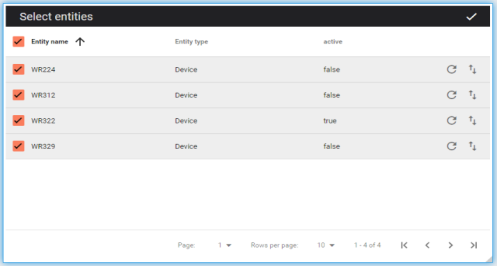 Select entities
Entity name Entity type active
WR224 Device false
WR312 Device false
WR322 Device true
WR329 Device false
Page: 1 Rows per page: 10 1 - 4 of 4